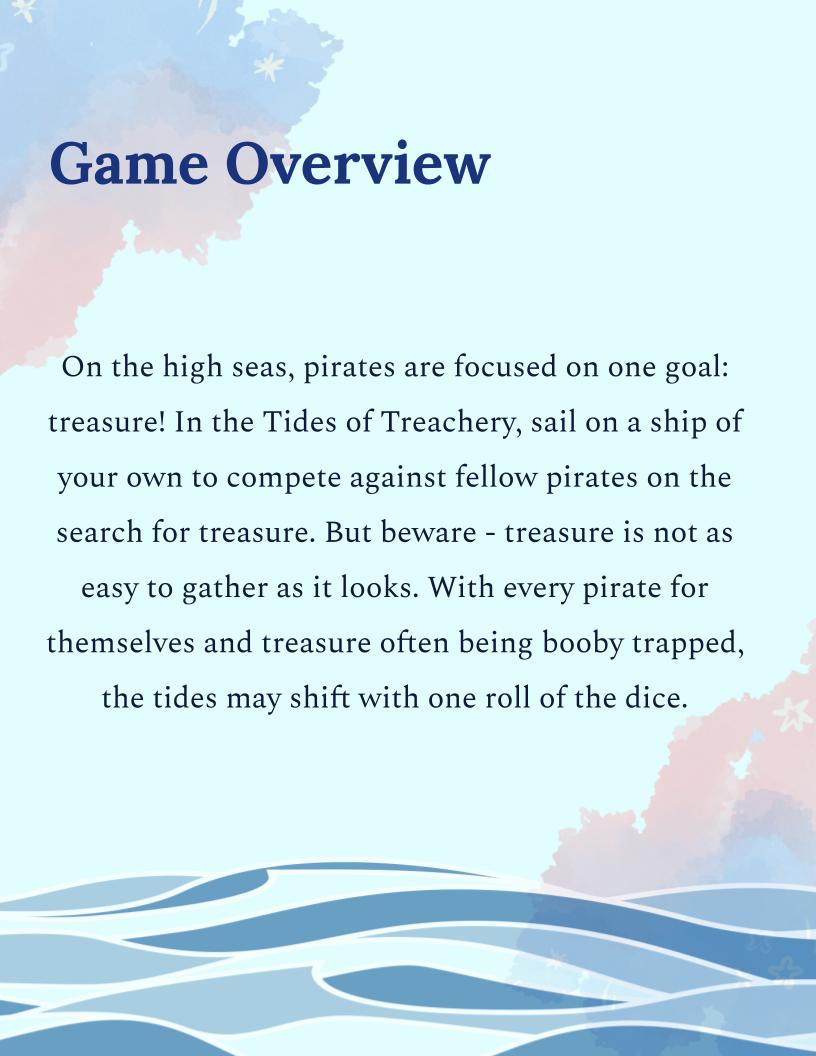 Game Overview
On the high seas, pirates are focused on one goal:
treasure! In the Tides of Treachery, sail on a ship of
your own to compete against fellow pirates on the
search for treasure. But beware - treasure is not as
easy to gather as it looks. With every pirate for
themselves and treasure often being booby trapped,
the tides may shift with one roll of the dice.